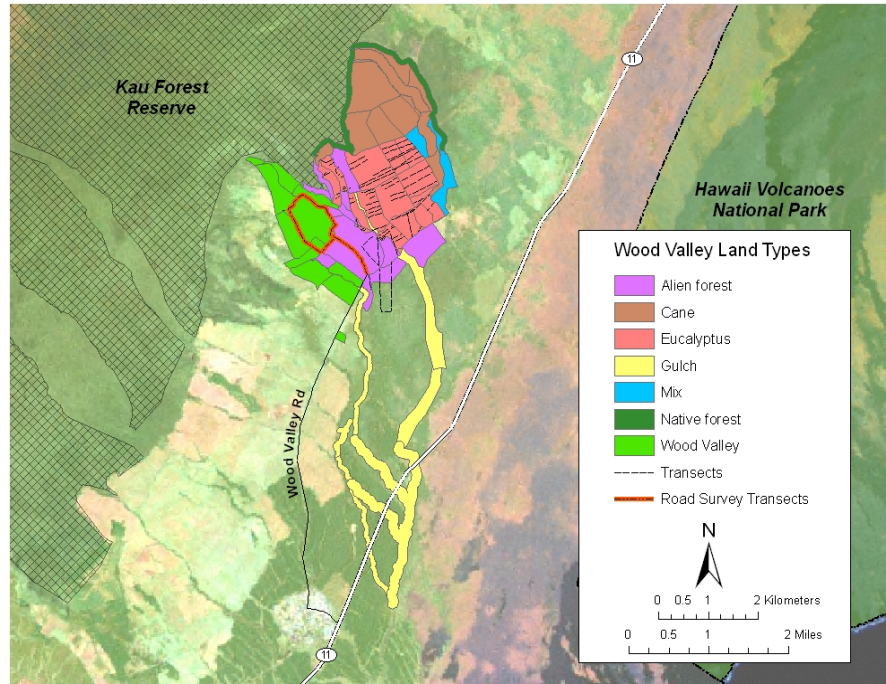 11
Kau Forest
Reserve
Hawaii Volcanoes
National Park
Wood Valley Land Types
Alien forest
Cane
Eucalyptus
Gulch
Mix
Native forest
Wood Valley
Transects
Road Survey Transects
Wood Valley Rd
N
0 0.5 1 2 Kilometers
0 0.5 1 2 Miles
11